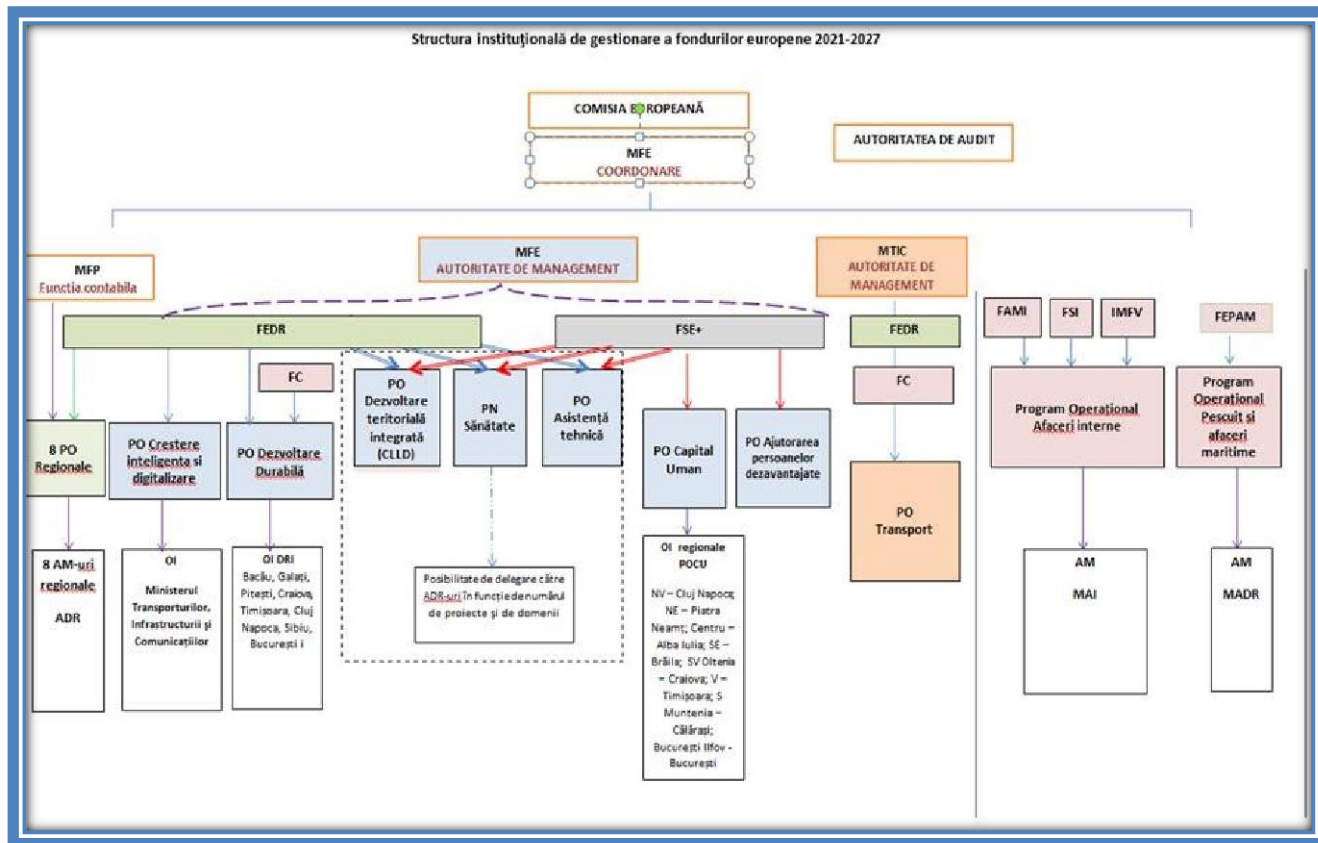 Structura instituțională de gestionare a fondurilor europene 2021-2027
COMISIA EUROPEANĂ
MFE
COORDONARE
AUTORITATEA DE AUDIT
MFP
Functia contabila
MFE
AUTORITATE DE MANAGEMENT
MTIC
AUTORITATE DE
MANAGEMENT
FEDR
FSE+
FEDR
FAMI
FSI
IMFV
FEPAM
FC
FC
8 PO
Regionale
PO Crestere
inteligenta si
digitalizare
PO Dezvoltare
Durabilă
PO
Dezvoltare
teritorială
integrată
(CLLD)
PN
Sănătate
PO
Asistență
tehnică
PO Capital
Uman
PO Ajutorarea
persoanelor
dezavantajate
PO
Transport
Program Operațional
Afaceri interne
Program
Operațional
Pescuit si
afaceri
maritime
8 AM-uri
regionale
ADR
OI
Ministerul
Transporturilor,
Infrastructurii și
Comunicațiilor
OI DRI
Bacău, Galați,
Pitești, Craiova,
Timișoara, Cluj
Napoca, Sibiu,
București i
Posibilitate de delegare către
ADR-uri în funcție de numărul
de proiecte și de domenii
OI regionale
POCU
NV – Cluj Napoca;
NE – Piatra
Neamț; Centru –
Alba Iulia; SE –
Brăila; SV Oltenia
– Craiova; V –
Timișoara; S
Muntenia –
Călărași;
București Ilfov -
București
AM
MAI
AM
MADR